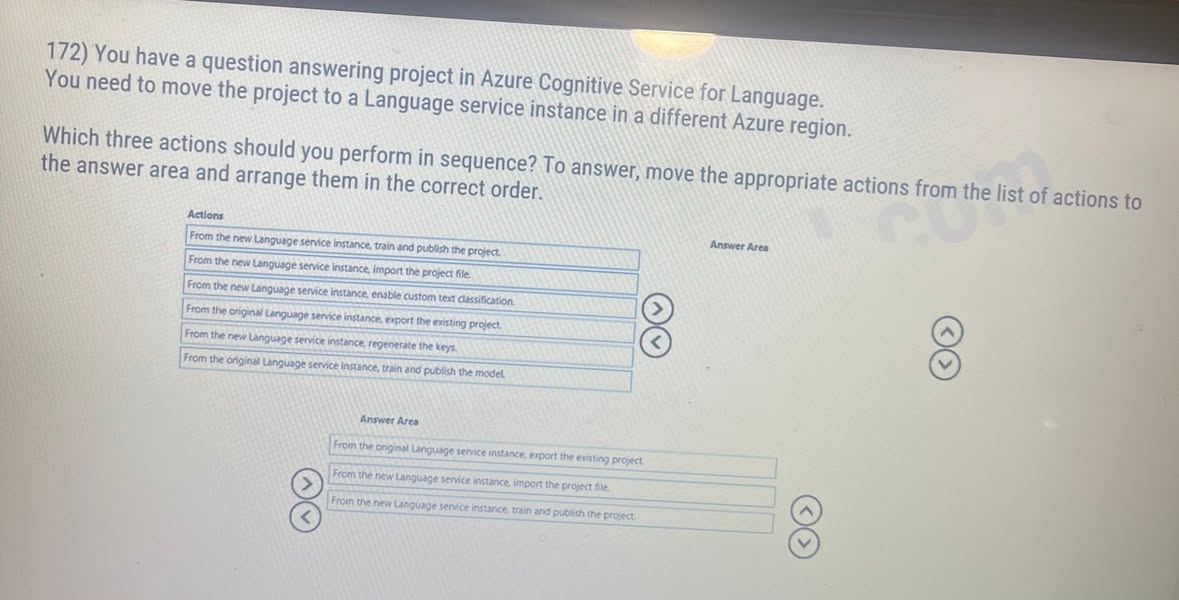 172) You have a question answering project in Azure Cognitive Service for Language.
You need to move the project to a Language service instance in a different Azure region.
Which three actions should you perform in sequence? To answer, move the appropriate actions from the list of actions to
the answer area and arrange them in the correct order.
Actions
Answer Area
From the new Language service instance, train and publish the project.
From the new Language service instance, import the project file.
From the new Language service instance, enable custom text classification.
From the original Language service instance, export the existing project.
From the new Language service instance, regenerate the keys.
From the original Language service instance, train and publish the model.
Answer Area
From the original Language service instance, export the existing project.
From the new Language service instance, import the project file.
From the new Language service instance, train and publish the project.